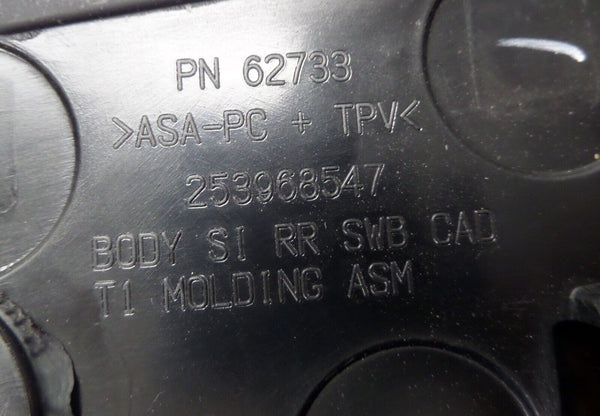 PN 62733
>ASA-PC + TPV<
253968547
BODY SI RR SWB CAD
T1 MOLDING ASM